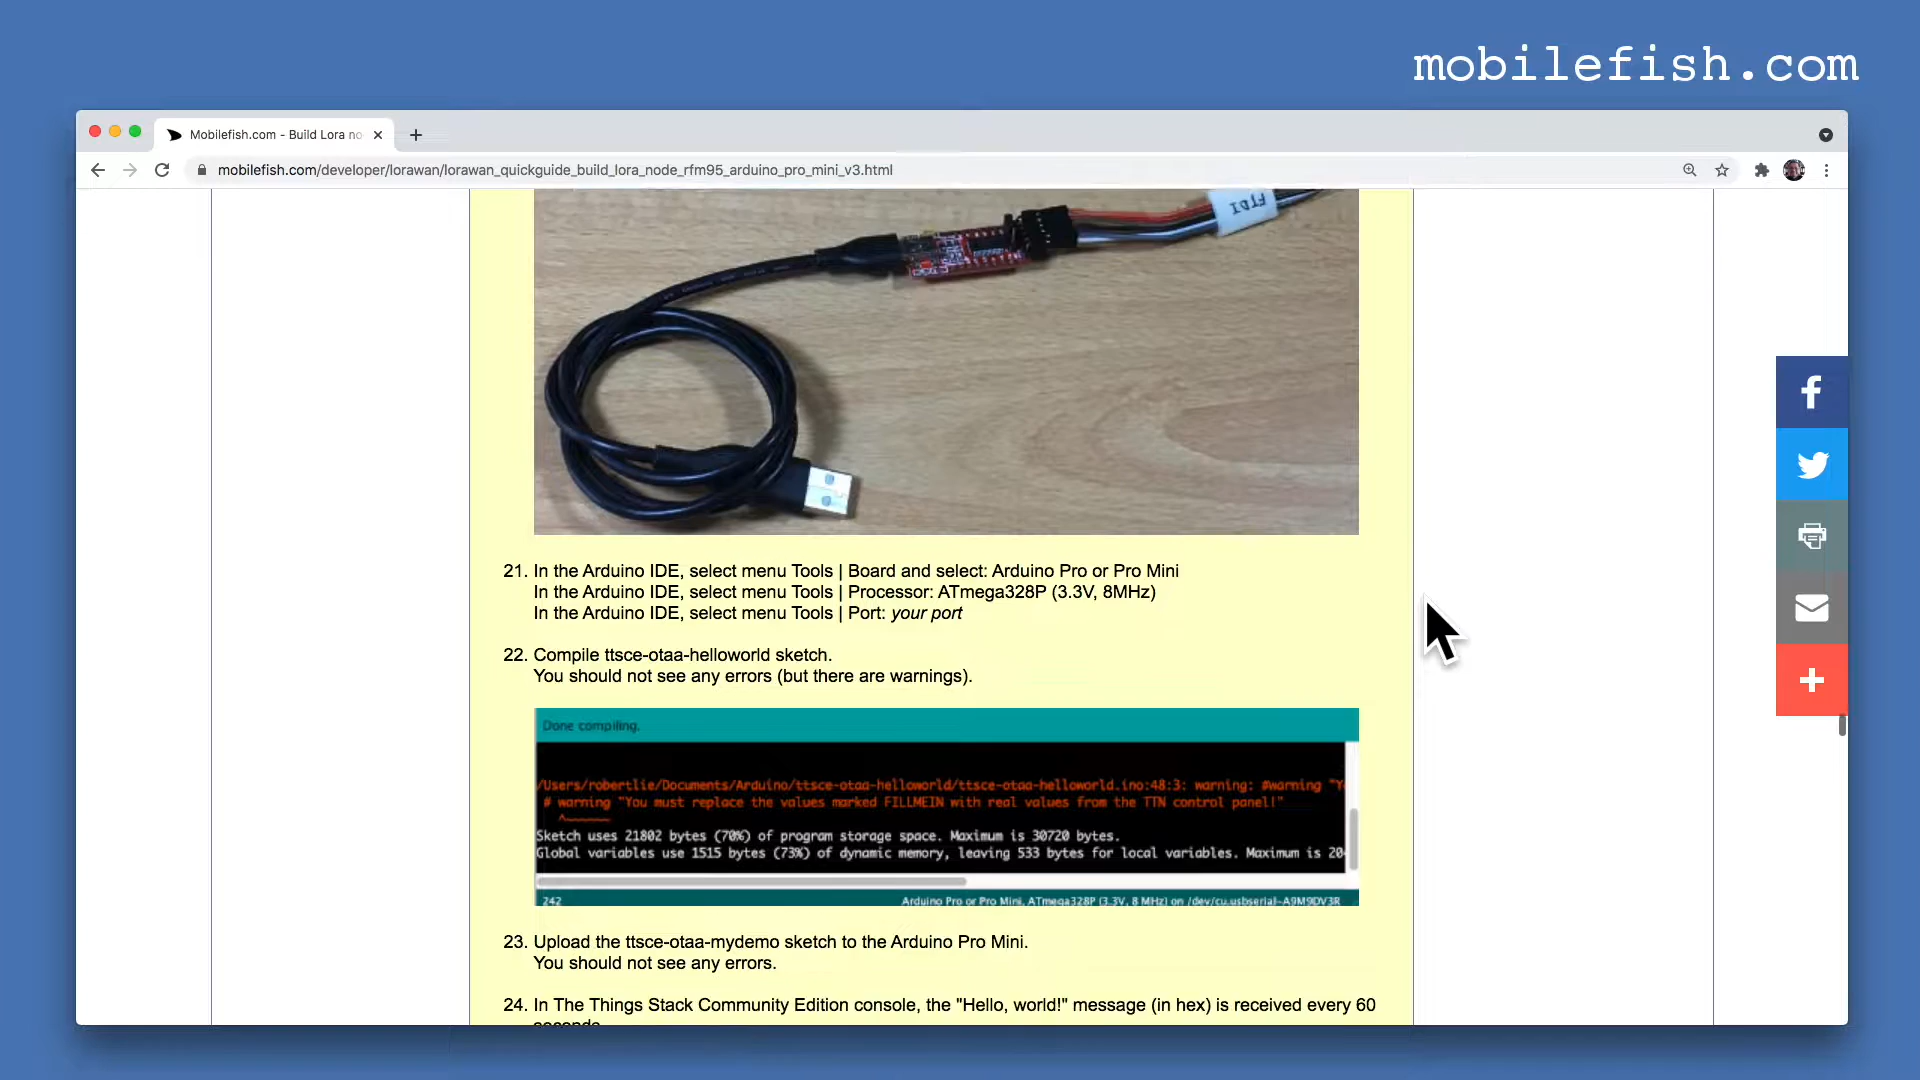 mobilefish.com
Mobilefish.com - Build Lora no
mobilefish.com/developer/lorawan/lorawan_quickguide_build_lora_node_rfm95_arduino_pro_mini_v3.html
FTDI
21. In the Arduino IDE, select menu Tools | Board and select: Arduino Pro or Pro Mini
In the Arduino IDE, select menu Tools | Processor: ATmega328P (3.3V, 8MHz)
In the Arduino IDE, select menu Tools | Port: your port
22. Compile ttsce-otaa-helloworld sketch.
You should not see any errors (but there are warnings).
Done compiling.
/Users/robertlie/Documents/Arduino/ttsce-otaa-helloworld/ttsce-otaa-helloworld.ino:48:3: warning: #warning "Y
# warning "You must replace the values marked FILLMEIN with real values from the TTN control panel!"
^~~~~~~
Sketch uses 21802 bytes (70%) of program storage space. Maximum is 30720 bytes.
Global variables use 1515 bytes (73%) of dynamic memory, leaving 533 bytes for local variables. Maximum is 20
242
Arduino Pro or Pro Mini, ATmega328P (3.3V, 8 MHz) on /dev/cu.usbserial-A9M9DV3R
23. Upload the ttsce-otaa-mydemo sketch to the Arduino Pro Mini.
You should not see any errors.
24. In The Things Stack Community Edition console, the "Hello, world!" message (in hex) is received every 60
seconds